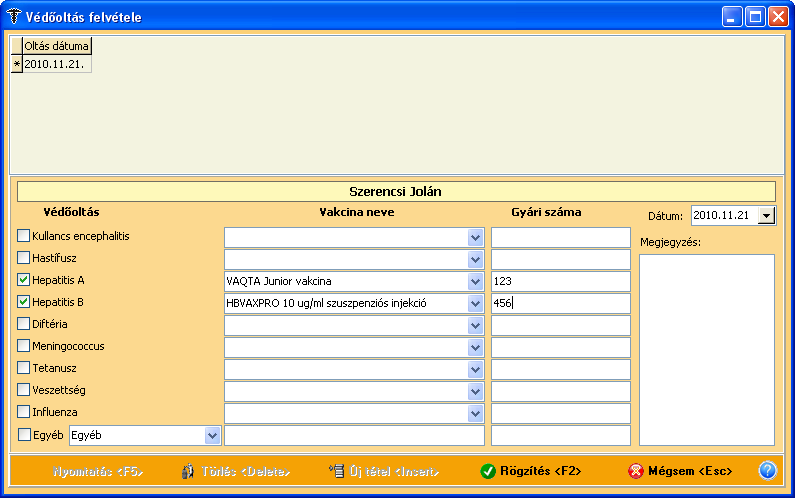 Védőoltás felvétele
Oltás dátuma
* 2010.11.21.
Szerencsi Jolán
Védőoltás Vakcina neve Gyári száma Dátum: 2010.11.21
Kullancs encephalitis Megjegyzés:
Hastífusz
Hepatitis A VAQTA Junior vakcina 123
Hepatitis B HBVAXPRO 10 ug/ml szuszpenziós injekció 456
Diftéria
Meningococcus
Tetanusz
Veszettség
Influenza
Egyéb Egyéb
Nyomtatás <F5> Törlés <Delete> Új tétel <Insert> Rögzítés <F2> Mégsem <Esc> ?